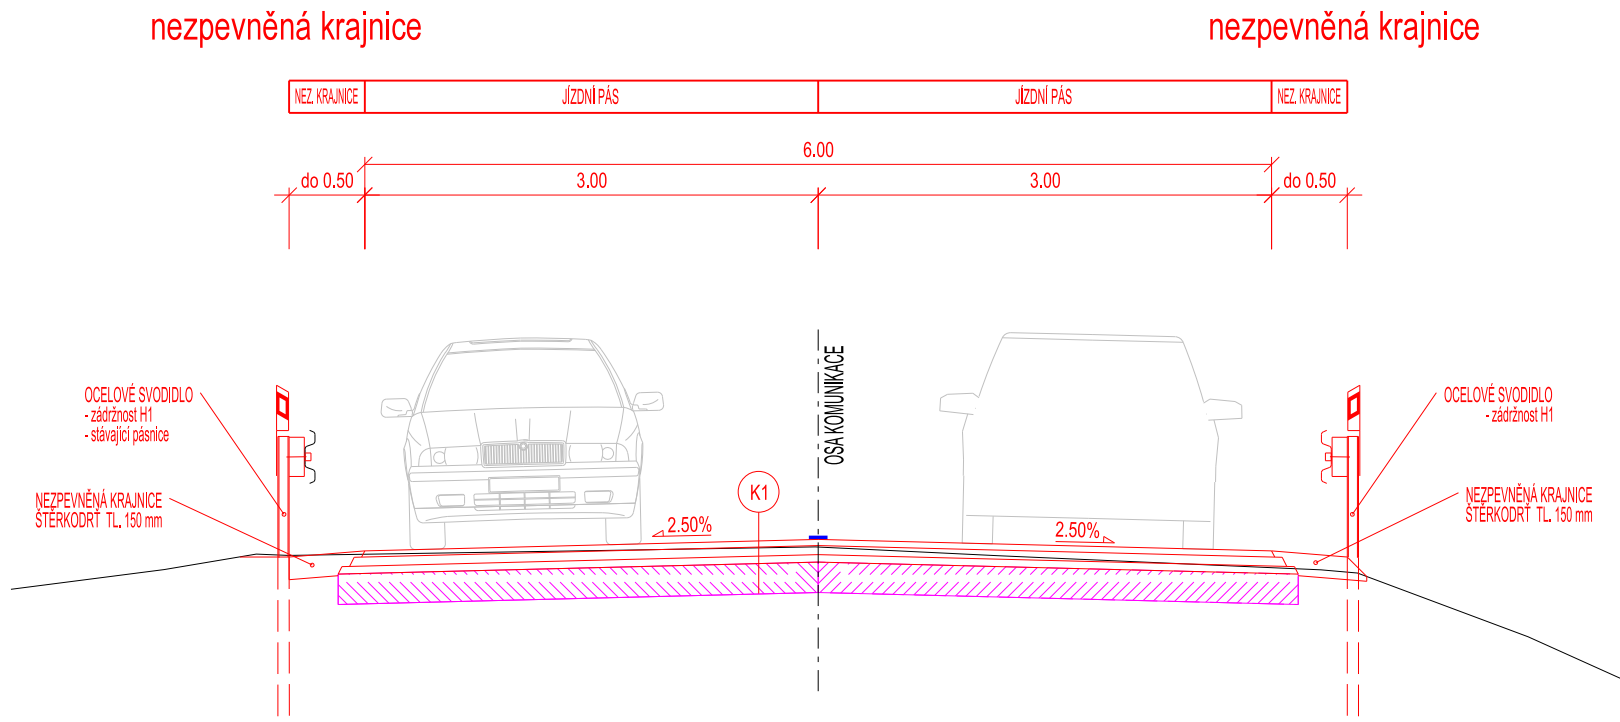 nezpevněná krajnice
nezpevněná krajnice
NEZ. KRAJNICE
JÍZDNÍ PÁS
JÍZDNÍ PÁS
NEZ. KRAJNICE
6.00
do 0.50
3.00
3.00
do 0.50
OSA KOMUNIKACE
OCELOVÉ SVODIDLO
- zádržnost H1
- stávající pásnice
OCELOVÉ SVODIDLO
- zádržnost H1
NEZPEVNĚNÁ KRAJNICE
ŠTĚRKODRŤ TL. 150 mm
K1
NEZPEVNĚNÁ KRAJNICE
ŠTĚRKODRŤ TL. 150 mm
2.50%
2.50%